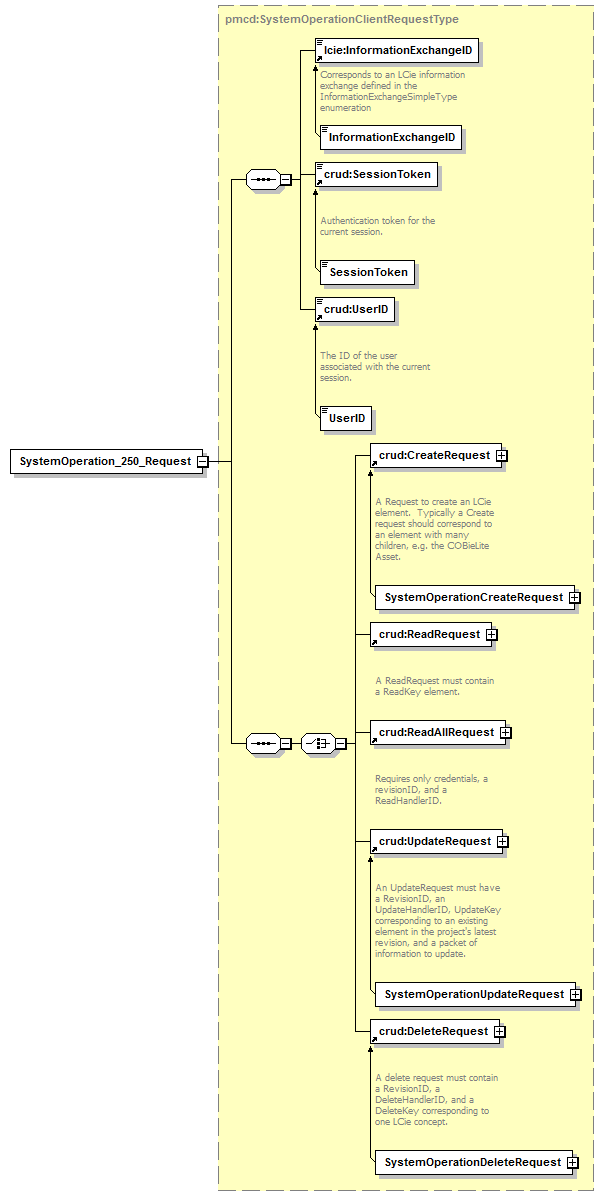 pmcd:SystemOperationClientRequestType
lcie:InformationExchangeID
Corresponds to an LCie information
exchange defined in the
InformationExchangeSimpleType
enumeration
InformationExchangeID
crud:SessionToken
Authentication token for the
current session.
SessionToken
crud:UserID
The ID of the user
associated with the current
session.
UserID
SystemOperation_250_Request
crud:CreateRequest
A Request to create an LCie
element.  Typically a Create
request should correspond to
an element with many
children, e.g. the COBieLite
Asset.
SystemOperationCreateRequest
crud:ReadRequest
A ReadRequest must contain
a ReadKey element.
crud:ReadAllRequest
Requires only credentials, a
revisionID, and a
ReadHandlerID.
crud:UpdateRequest
An UpdateRequest must have
a RevisionID, an
UpdateHandlerID, UpdateKey
corresponding to an existing
element in the project's latest
revision, and a packet of
information to update.
SystemOperationUpdateRequest
crud:DeleteRequest
A delete request must contain
a RevisionID, a
DeleteHandlerID, and a
DeleteKey corresponding to
one LCie concept.
SystemOperationDeleteRequest